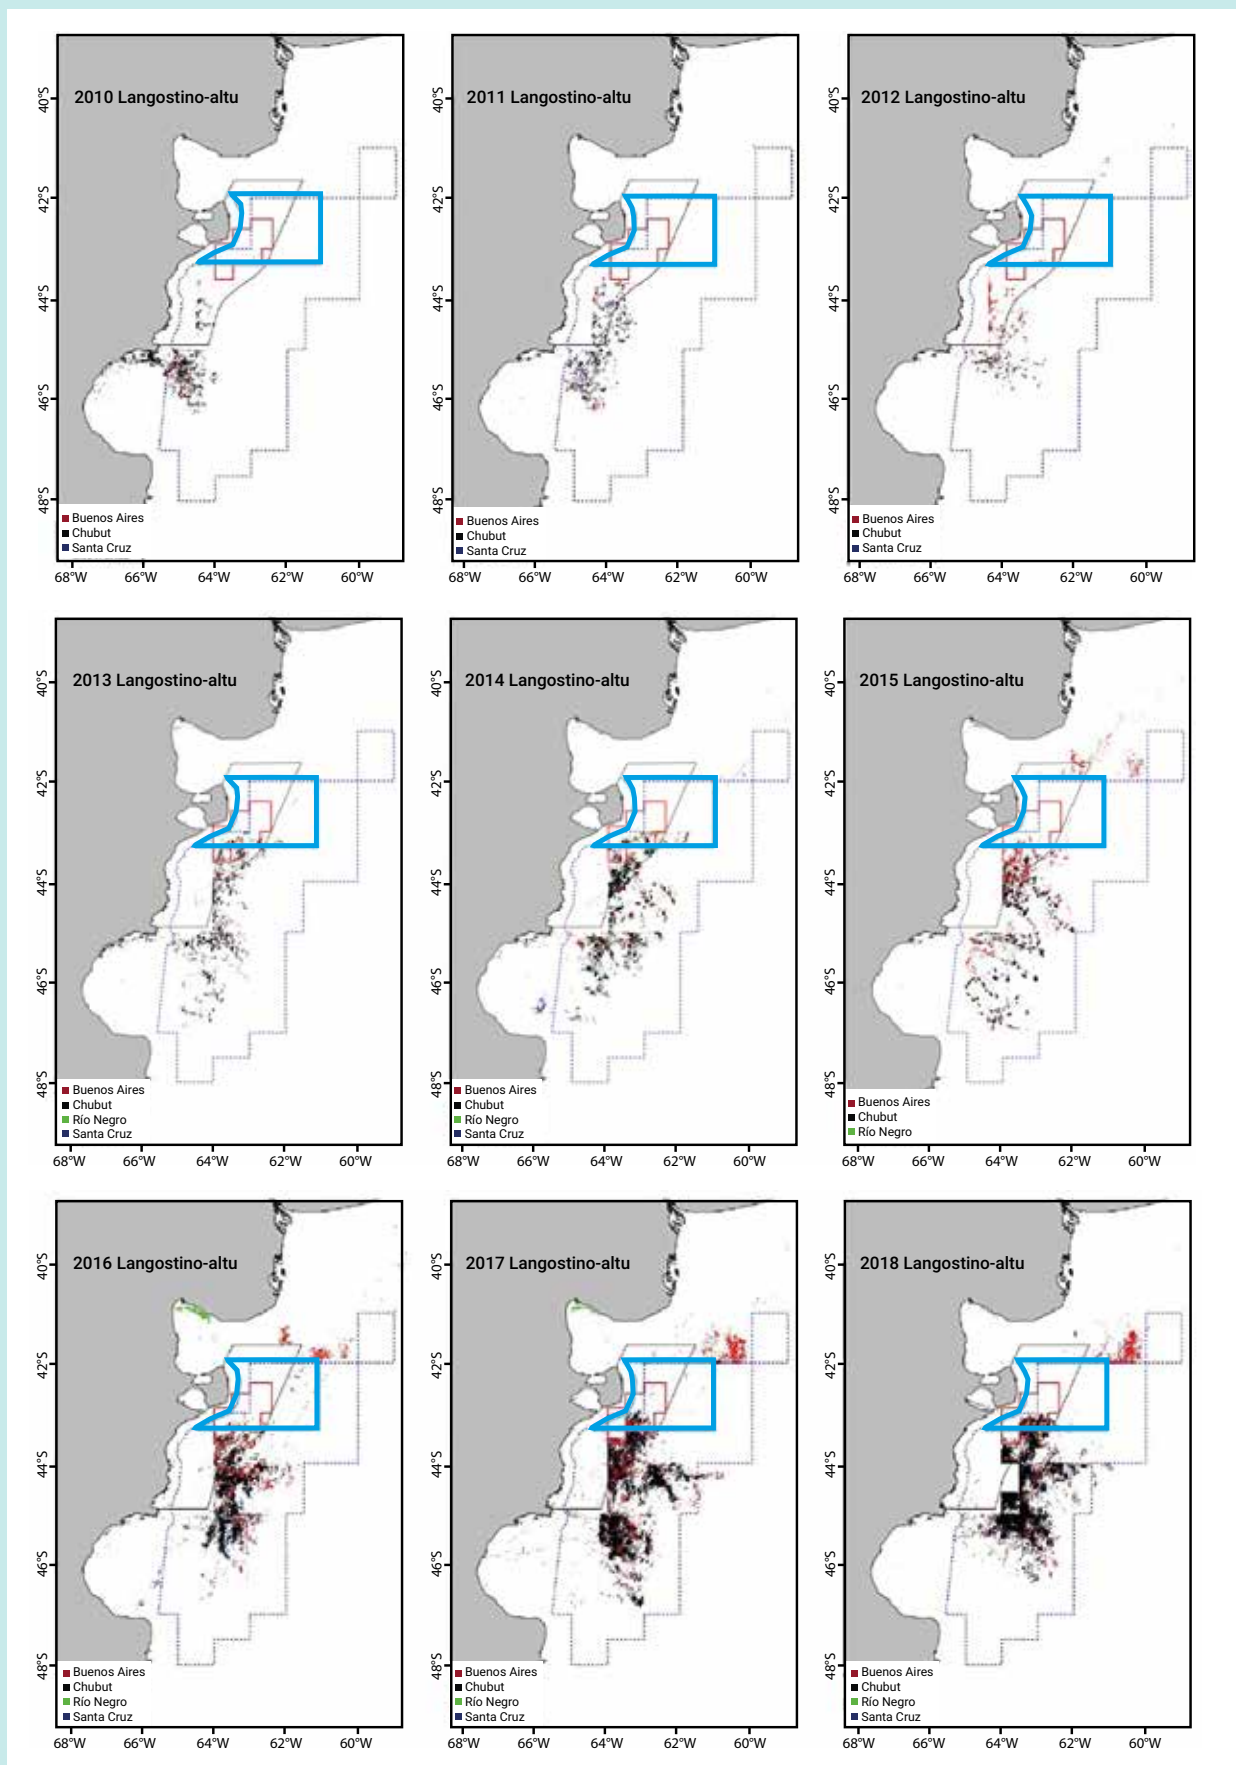 2010 Langostino-altu
40°S
42°S
44°S
46°S
48°S
Buenos Aires
Chubut
Santa Cruz
68°W 66°W 64°W 62°W 60°W
2011 Langostino-altu
40°S
42°S
44°S
46°S
48°S
Buenos Aires
Chubut
Santa Cruz
68°W 66°W 64°W 62°W 60°W
2012 Langostino-altu
40°S
42°S
44°S
46°S
48°S
Buenos Aires
Chubut
Santa Cruz
68°W 66°W 64°W 62°W 60°W
2013 Langostino-altu
40°S
42°S
44°S
46°S
48°S
Buenos Aires
Chubut
Río Negro
Santa Cruz
68°W 66°W 64°W 62°W 60°W
2014 Langostino-altu
40°S
42°S
44°S
46°S
48°S
Buenos Aires
Chubut
Río Negro
Santa Cruz
68°W 66°W 64°W 62°W 60°W
2015 Langostino-altu
40°S
42°S
44°S
46°S
48°S
Buenos Aires
Chubut
Río Negro
68°W 66°W 64°W 62°W 60°W
2016 Langostino-altu
40°S
42°S
44°S
46°S
48°S
Buenos Aires
Chubut
Río Negro
Santa Cruz
68°W 66°W 64°W 62°W 60°W
2017 Langostino-altu
40°S
42°S
44°S
46°S
48°S
Buenos Aires
Chubut
Río Negro
Santa Cruz
68°W 66°W 64°W 62°W 60°W
2018 Langostino-altu
40°S
42°S
44°S
46°S
48°S
Buenos Aires
Chubut
Río Negro
Santa Cruz
68°W 66°W 64°W 62°W 60°W